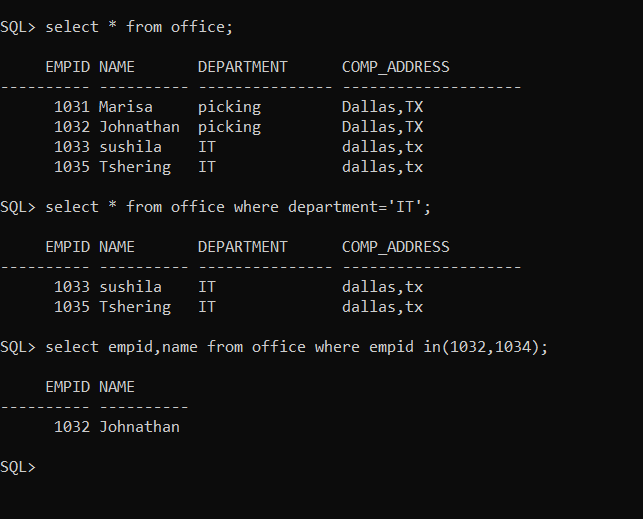 SQL> select * from office;
     EMPID NAME       DEPARTMENT      COMP_ADDRESS
---------- ---------- --------------- --------------------
      1031 Marisa     picking         Dallas,TX
      1032 Johnathan  picking         Dallas,TX
      1033 sushila    IT              dallas,tx
      1035 Tshering   IT              dallas,tx
SQL> select * from office where department='IT';
     EMPID NAME       DEPARTMENT      COMP_ADDRESS
---------- ---------- --------------- --------------------
      1033 sushila    IT              dallas,tx
      1035 Tshering   IT              dallas,tx
SQL> select empid,name from office where empid in(1032,1034);
     EMPID NAME
---------- ----------
      1032 Johnathan
SQL>